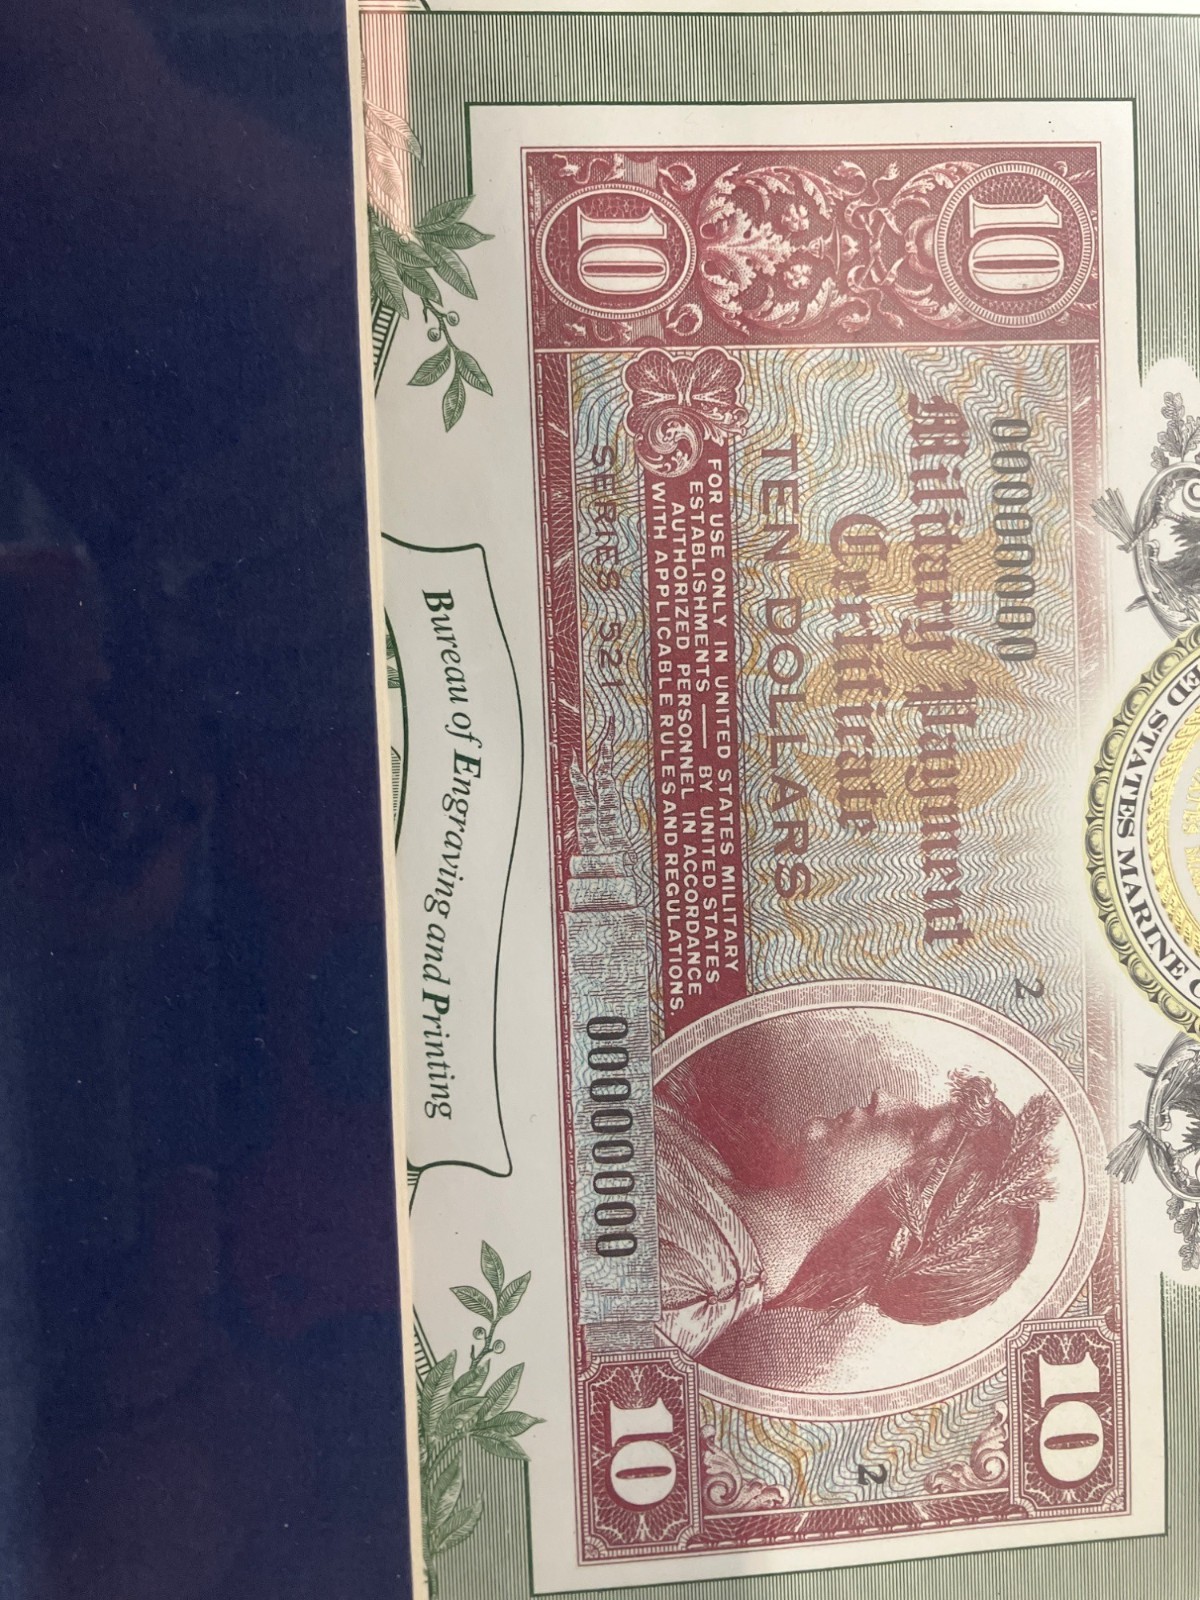 10
10
00000000
2
Military Payment
Certificate
TEN DOLLARS
FOR USE ONLY IN UNITED STATES MILITARY
ESTABLISHMENTS — BY UNITED STATES
AUTHORIZED PERSONNEL IN ACCORDANCE
WITH APPLICABLE RULES AND REGULATIONS.
SERIES 521
00000000
2
10
10
ED STATES MARINE C
Bureau of Engraving and Printing